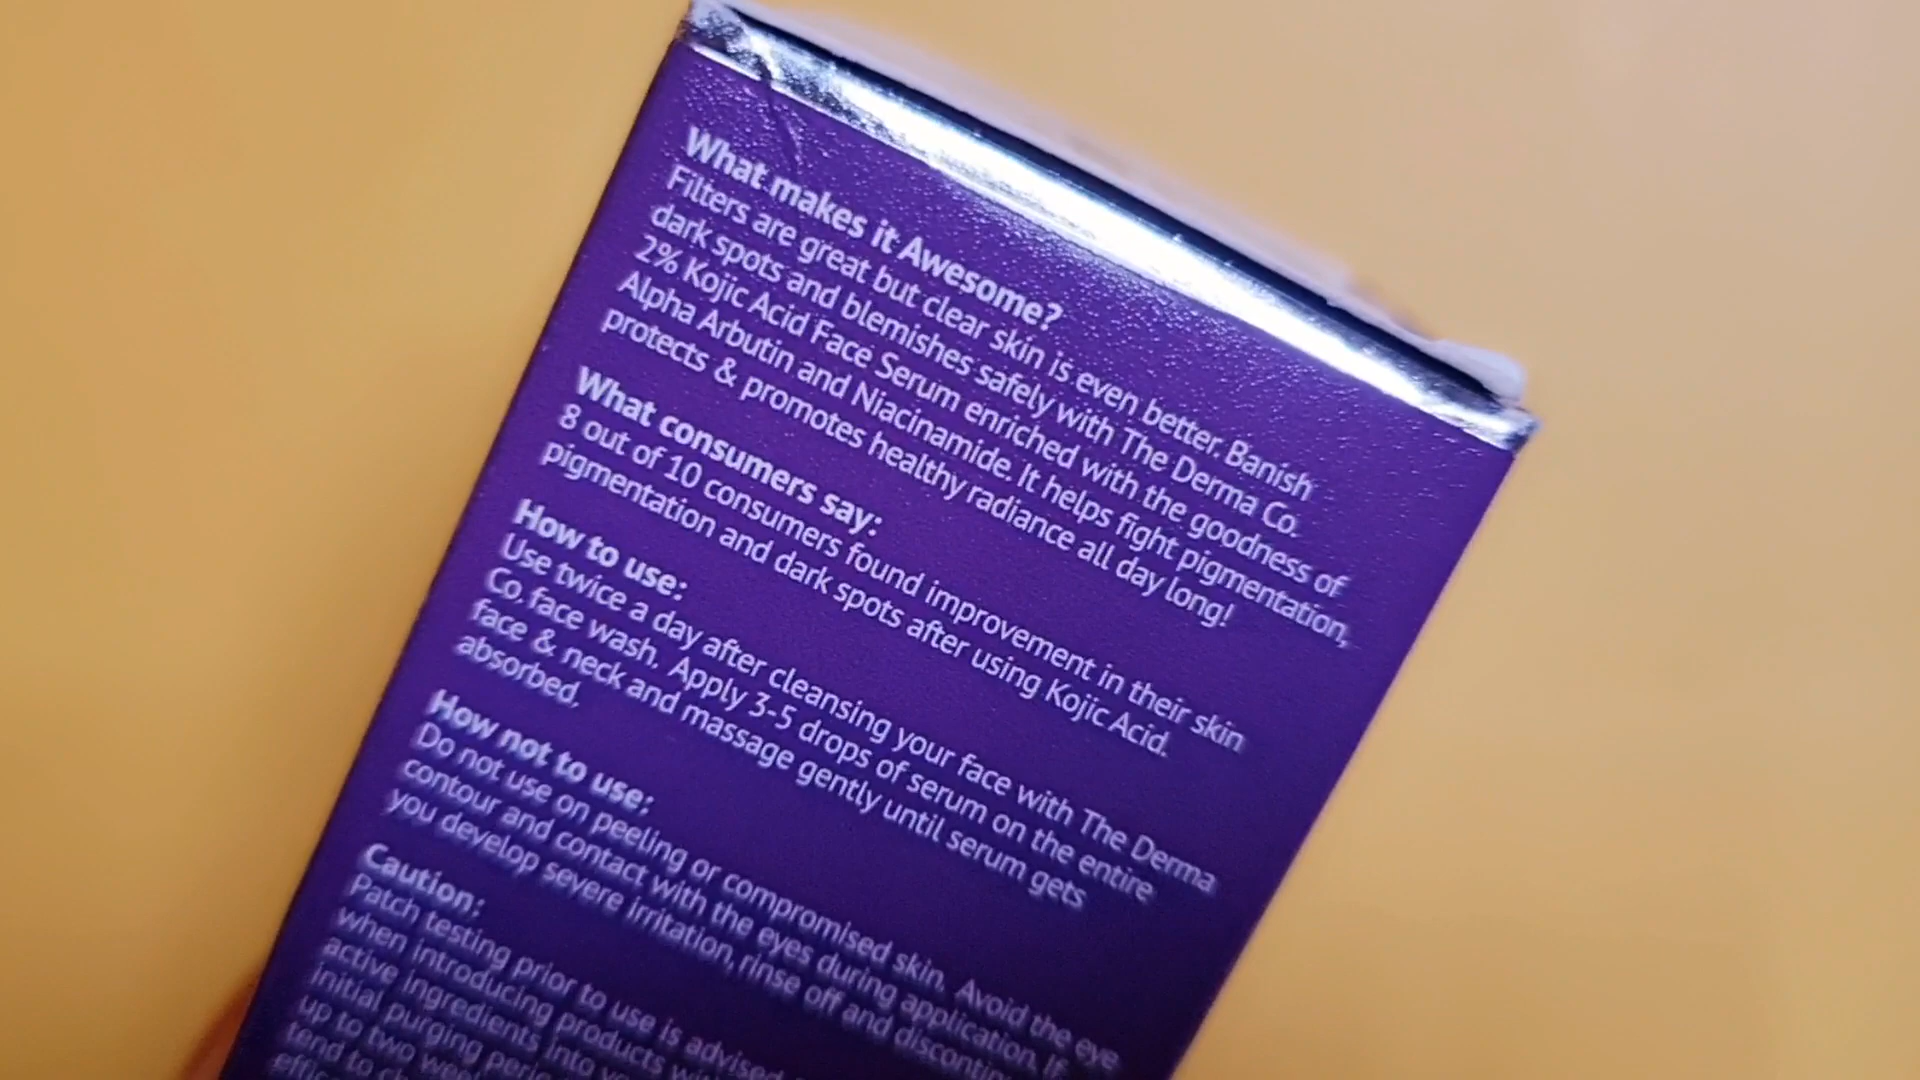 What makes it Awesome?
Filters are great but clear skin is even better. Banish
dark spots and blemishes safely with The Derma Co.
2% Kojic Acid Face Serum enriched with the goodness of
Alpha Arbutin and Niacinamide. It helps fight pigmentation,
protects & promotes healthy radiance all day long!
What consumers say:
8 out of 10 consumers found improvement in their skin
pigmentation and dark spots after using Kojic Acid.
How to use:
Use twice a day after cleansing your face with The Derma
Co. face wash. Apply 3-5 drops of serum on the entire
face & neck and massage gently until serum gets
absorbed.
How not to use:
Do not use on peeling or compromised skin. Avoid the eye
contour and contact with the eyes during application. If
you develop severe irritation, rinse off and
Caution:
Patch testing prior to use is advised
when introducing products
active ingredients into
initial purging
up to two
tend to